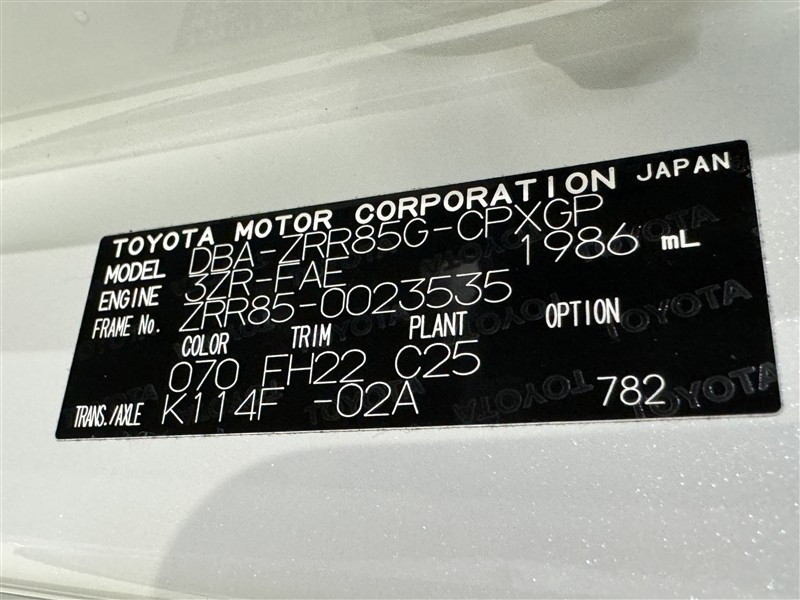 TOYOTA MOTOR CORPORATION JAPAN
MODEL DBA-ZRR85G-CPXGP
ENGINE 3ZR-FAE 1986 mL
FRAME No. ZRR85-0023535
COLOR TRIM PLANT OPTION
070 FH22 C25
TRANS./AXLE K114F -02A 782